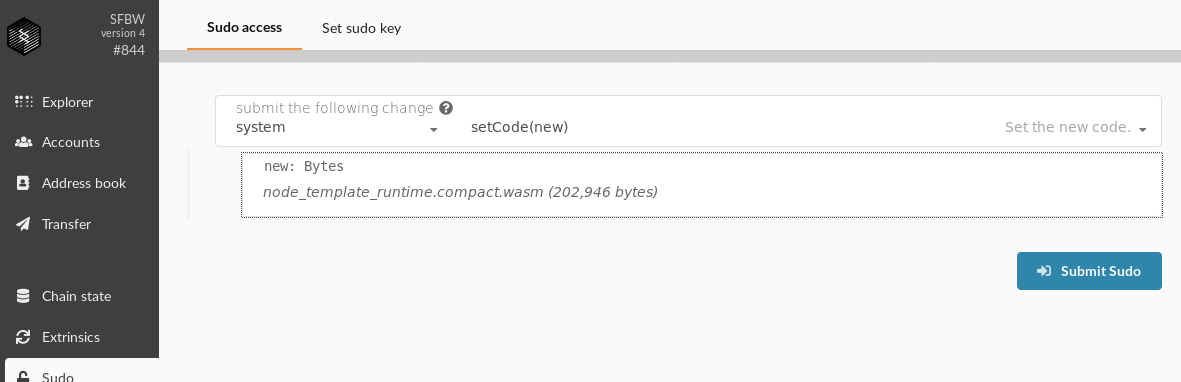 SFBW
version 4
#844
Explorer
Accounts
Address book
Transfer
Chain state
Extrinsics
Sudo
Sudo access
Set sudo key
submit the following change ?
system
setCode(new)
Set the new code.
new: Bytes
node_template_runtime.compact.wasm (202,946 bytes)
Submit Sudo